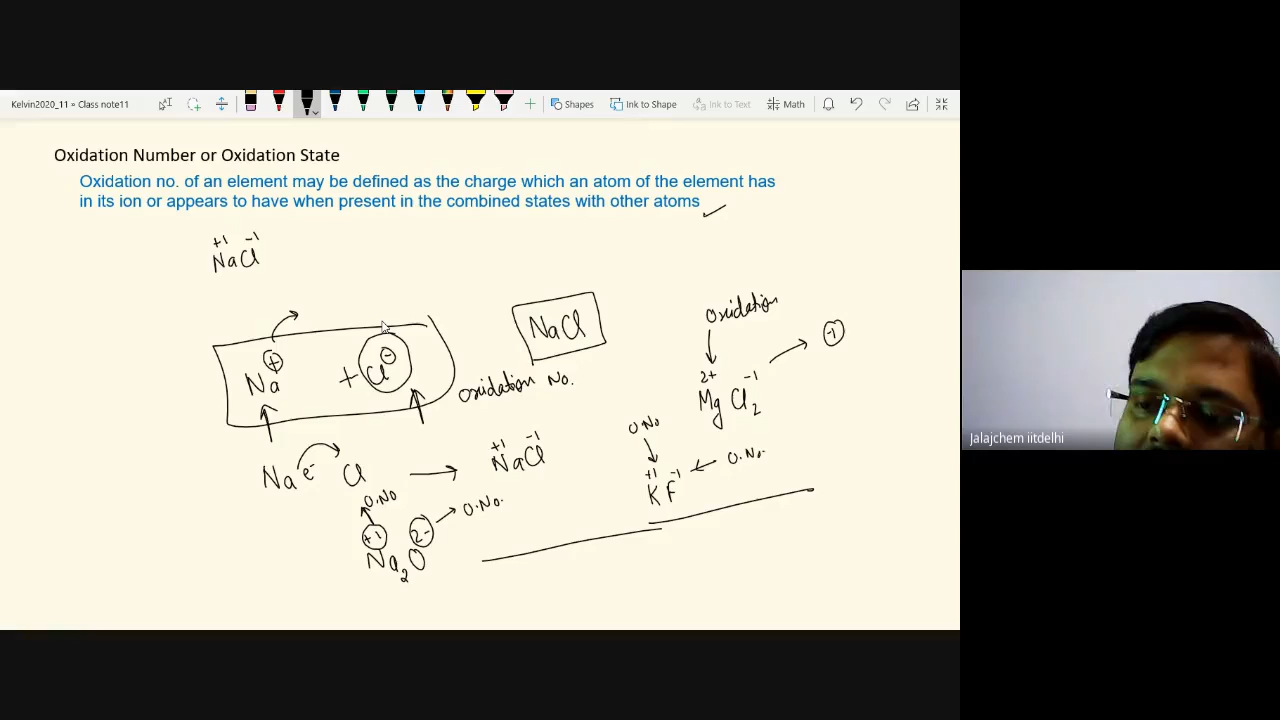 Kelvin2020_11 » Class note11
Shapes
Ink to Shape
Ink to Text
Math
Oxidation Number or Oxidation State
Oxidation no. of an element may be defined as the charge which an atom of the element has
in its ion or appears to have when present in the combined states with other atoms
+1 -1
NaCl
NaCl
Na+ + Cl-
oxidation No.
oxidation
2+ -1
MgCl2
-1
Na e- Cl
+1 -1
NaCl
O.No
+1 -1
KF
O.No.
O.No
O.No.
+1 2-
Na2O
Jalajchem iitdelhi